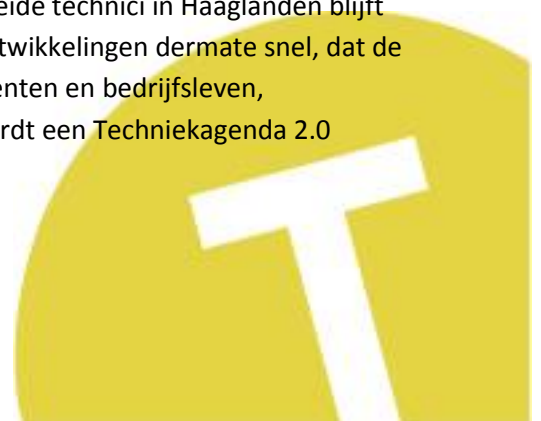 eide technici in Haaglanden blijft
twikkelingen dermate snel, dat de
enten en bedrijfsleven,
rdt een Techniekagenda 2.0
T